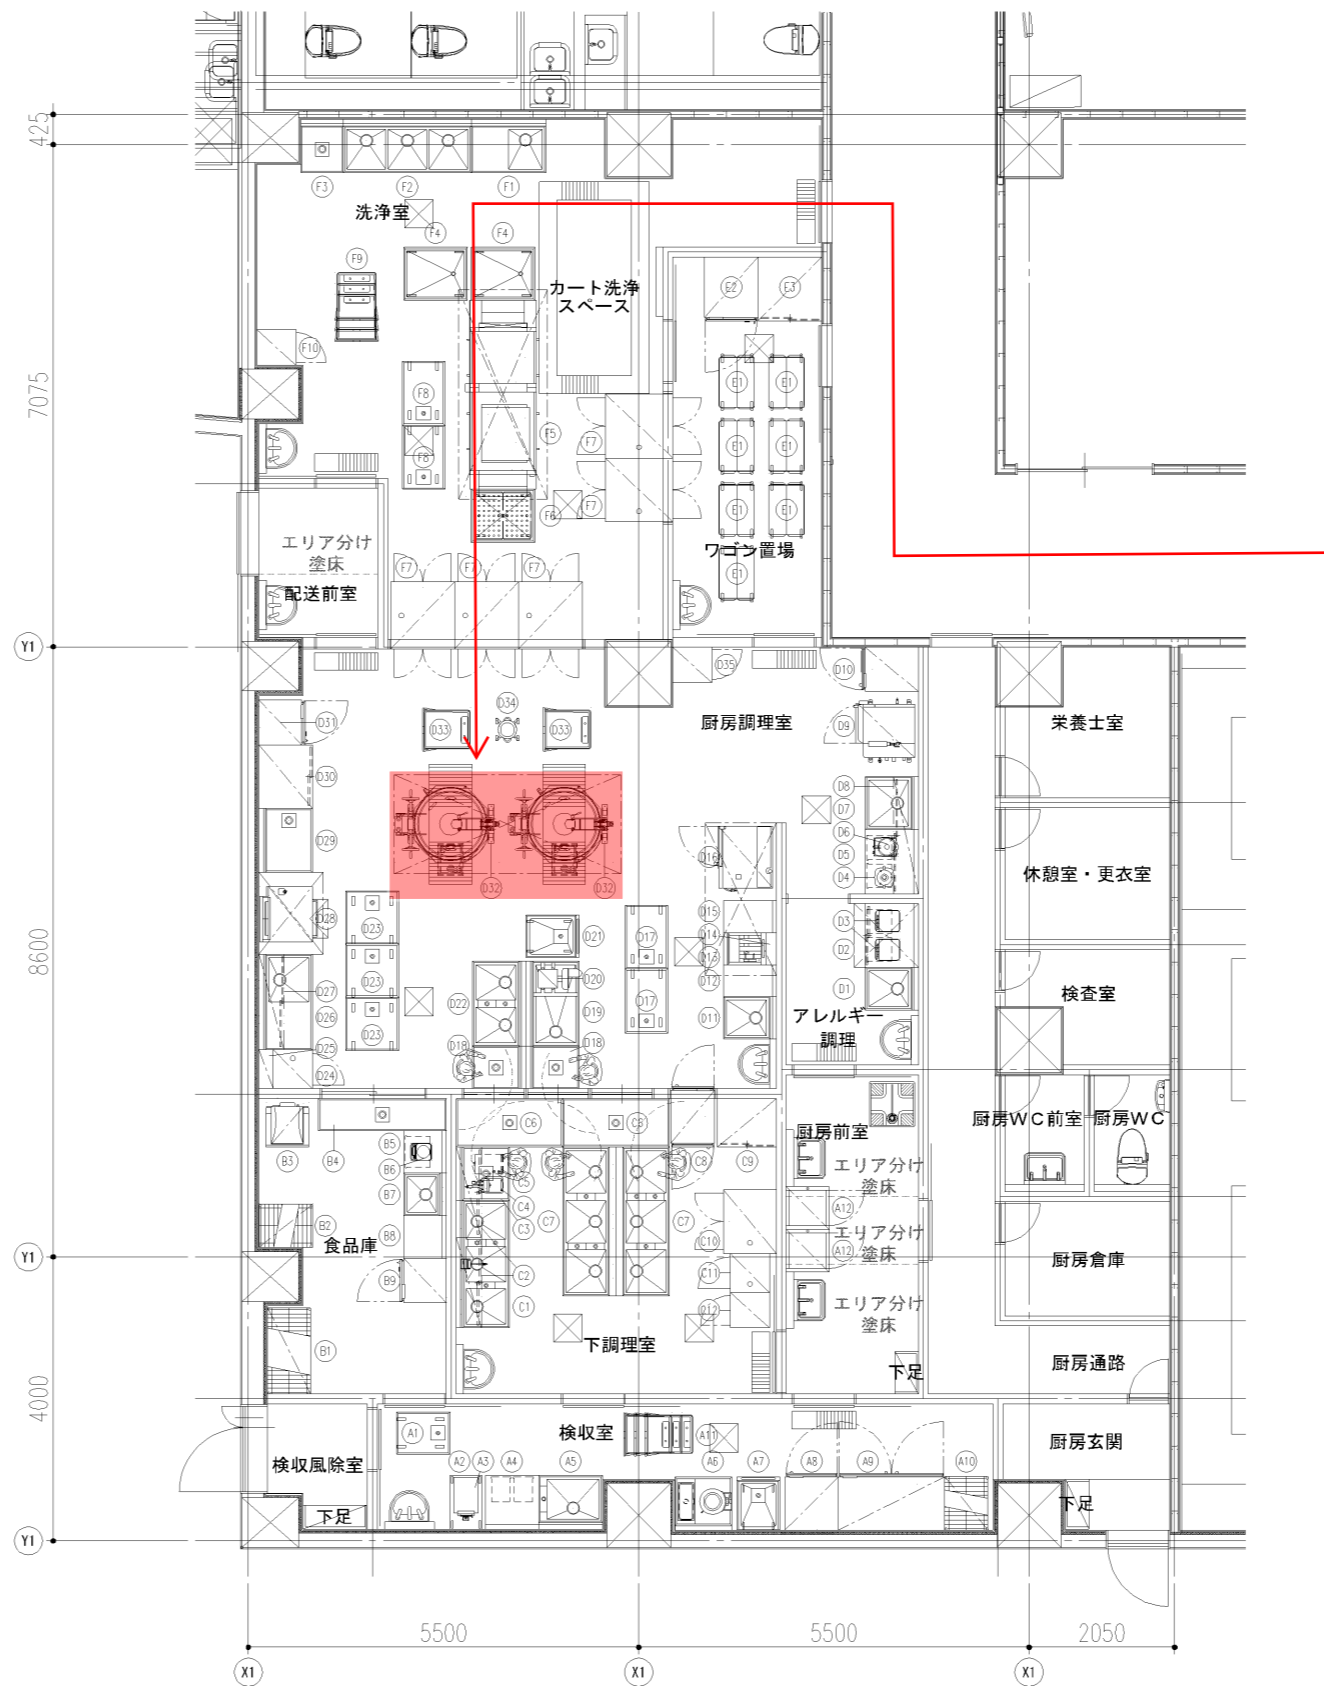 425
F3
F2
F1
洗浄室
F4
F4
F9
カート洗浄
スペース
E2
E3
F10
7075
F8
E1
E1
F5
F7
F8
E1
E1
F7
F6
E1
E1
エリア分け
塗床
ワゴン置場
F7
F7
F7
E1
配送前室
Y1
D35
D10
D31
D33
D34
D33
厨房調理室
D9
栄養士室
D30
D8
D7
D29
D6
D16
D5
D4
休憩室・更衣室
D32
D32
D28
D23
D15
D3
D21
D17
D14
D2
8600
D23
D13
D20
D12
D27
D22
D17
D1
検査室
D26
D19
D11
アレルギー
調理
D23
D25
D18
D18
D24
B3
B4
B5
C6
C6
厨房前室
厨房WC前室
厨房WC
B6
C8
C9
エリア分け
塗床
B7
C5
C4
A12
B2
B8
C3
C7
C7
C10
エリア分け
塗床
食品庫
A12
Y1
B9
C2
C11
厨房倉庫
C1
C12
エリア分け
塗床
B1
下調理室
厨房通路
下足
4000
A1
検収室
A11
厨房玄関
検収風除室
A2
A3
A4
A5
A6
A7
A8
A9
A10
下足
下足
Y1
5500
5500
2050
X1
X1
X1